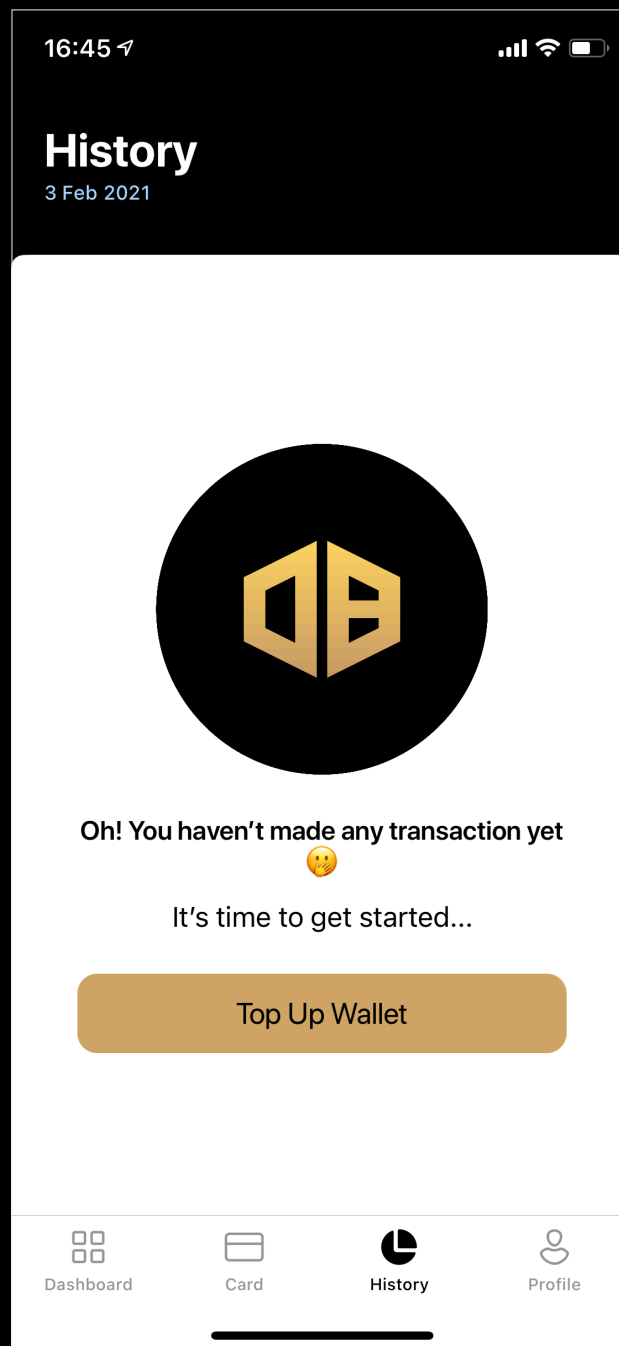 16:45
History
3 Feb 2021
DB
Oh! You haven’t made any transaction yet
🤭
It’s time to get started...
Top Up Wallet
Dashboard
Card
History
Profile